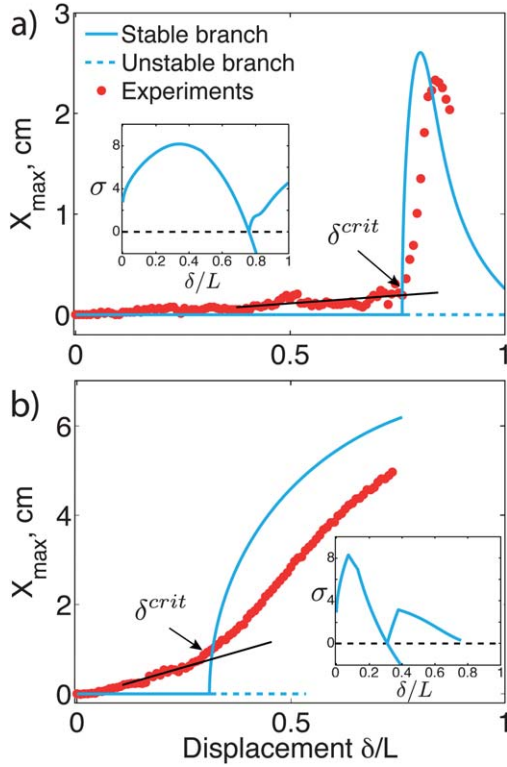 a)
3
2
1
0
X_max, cm
Stable branch
Unstable branch
Experiments
8
4
0
σ
0 0.2 0.4 0.6 0.8 1
δ/L
δ^crit
0 0.5 1
b)
6
4
2
0
X_max, cm
δ^crit
8
4
0
σ
0 0.2 0.4 0.6 0.8 1
δ/L
0 0.5 1
Displacement δ/L